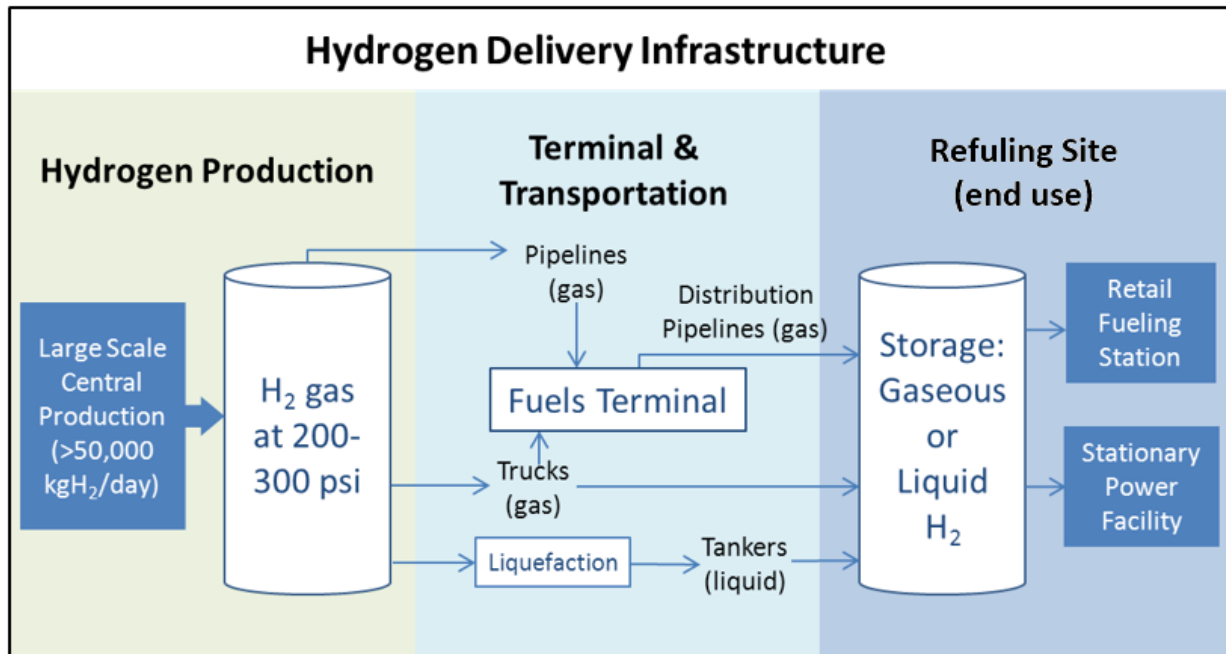 Hydrogen Delivery Infrastructure
Hydrogen Production
Terminal &
Transportation
Refuling Site
(end use)
Large Scale
Central
Production
(>50,000
kgH₂/day)
H₂ gas
at 200-
300 psi
Pipelines
(gas)
Distribution
Pipelines (gas)
Fuels Terminal
Trucks
(gas)
Liquefaction
Tankers
(liquid)
Storage:
Gaseous
or
Liquid
H₂
Retail
Fueling
Station
Stationary
Power
Facility